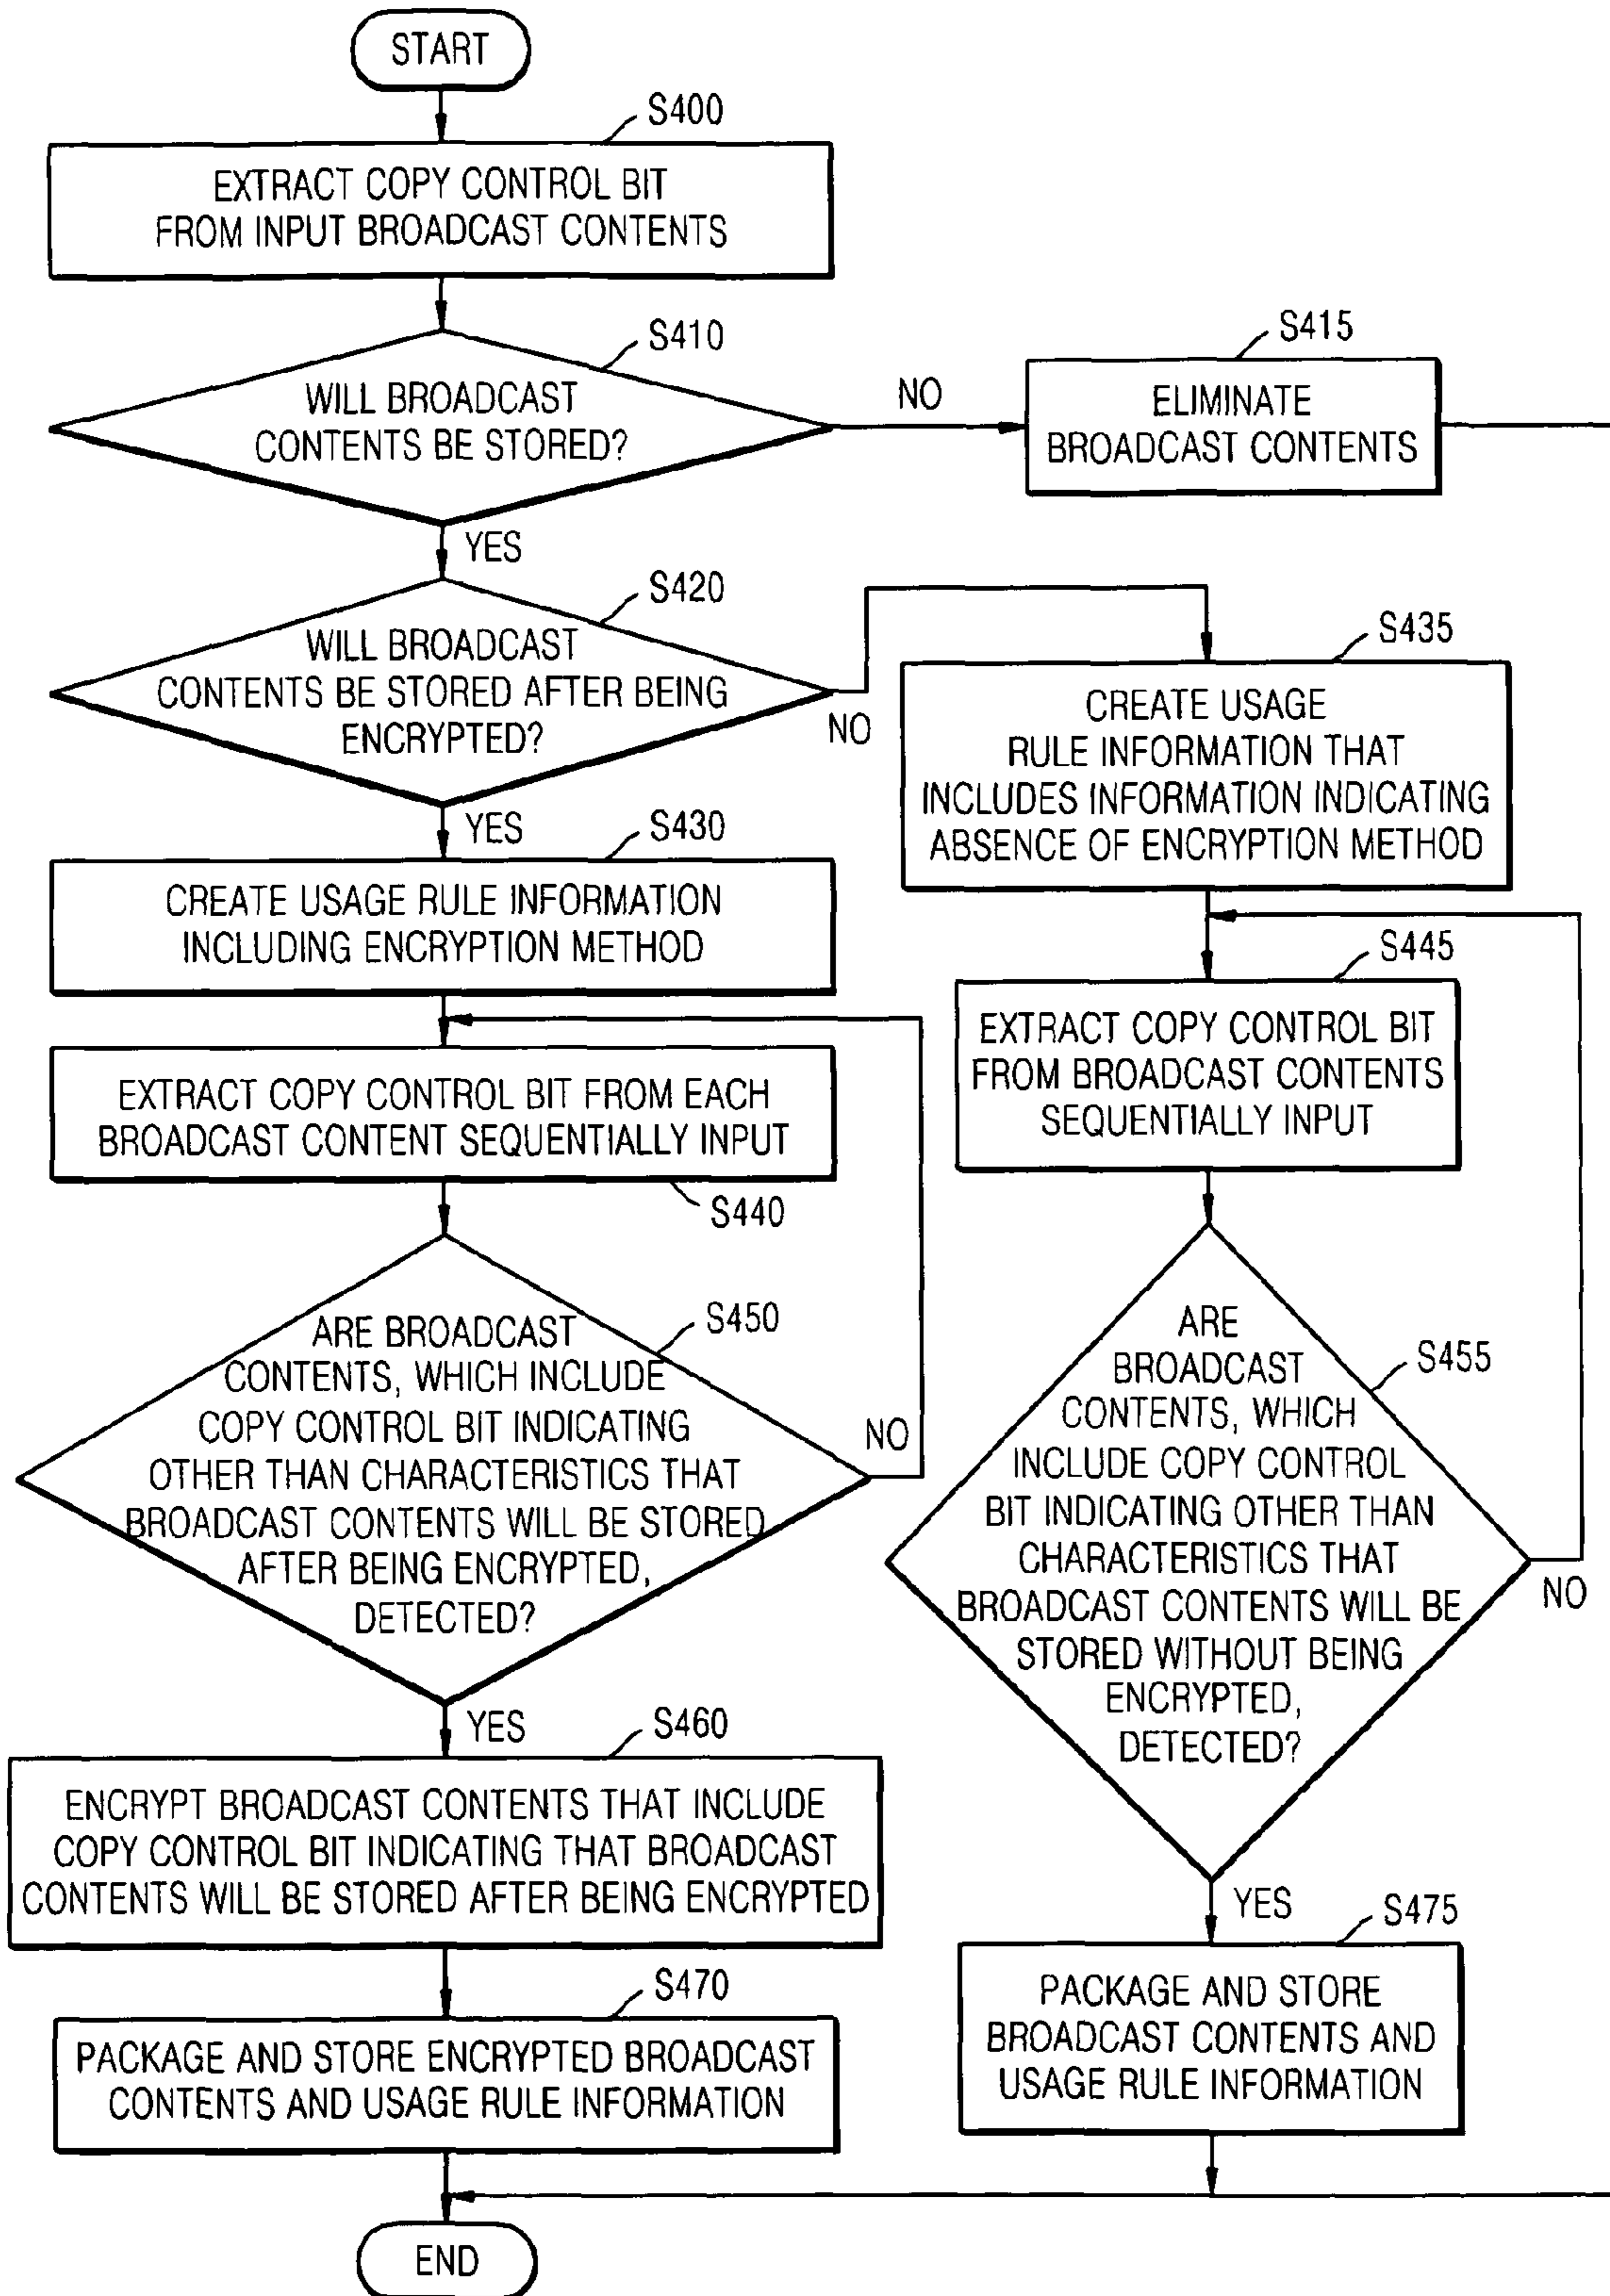 START
S400
EXTRACT COPY CONTROL BIT
FROM INPUT BROADCAST CONTENTS
S410
WILL BROADCAST
CONTENTS BE STORED?
NO
S415
ELIMINATE
BROADCAST CONTENTS
YES
S420
WILL BROADCAST
CONTENTS BE STORED AFTER BEING
ENCRYPTED?
NO
S435
CREATE USAGE
RULE INFORMATION THAT
INCLUDES INFORMATION INDICATING
ABSENCE OF ENCRYPTION METHOD
YES
S430
CREATE USAGE RULE INFORMATION
INCLUDING ENCRYPTION METHOD
S445
EXTRACT COPY CONTROL BIT
FROM BROADCAST CONTENTS
SEQUENTIALLY INPUT
EXTRACT COPY CONTROL BIT FROM EACH
BROADCAST CONTENT SEQUENTIALLY INPUT
S440
S450
ARE BROADCAST
CONTENTS, WHICH INCLUDE
COPY CONTROL BIT INDICATING
OTHER THAN CHARACTERISTICS THAT
BROADCAST CONTENTS WILL BE STORED
AFTER BEING ENCRYPTED,
DETECTED?
NO
S455
ARE
BROADCAST
CONTENTS, WHICH
INCLUDE COPY CONTROL
BIT INDICATING OTHER THAN
CHARACTERISTICS THAT
BROADCAST CONTENTS WILL BE
STORED WITHOUT BEING
ENCRYPTED,
DETECTED?
NO
YES
S460
ENCRYPT BROADCAST CONTENTS THAT INCLUDE
COPY CONTROL BIT INDICATING THAT BROADCAST
CONTENTS WILL BE STORED AFTER BEING ENCRYPTED
YES
S475
PACKAGE AND STORE
BROADCAST CONTENTS AND
USAGE RULE INFORMATION
S470
PACKAGE AND STORE ENCRYPTED BROADCAST
CONTENTS AND USAGE RULE INFORMATION
END